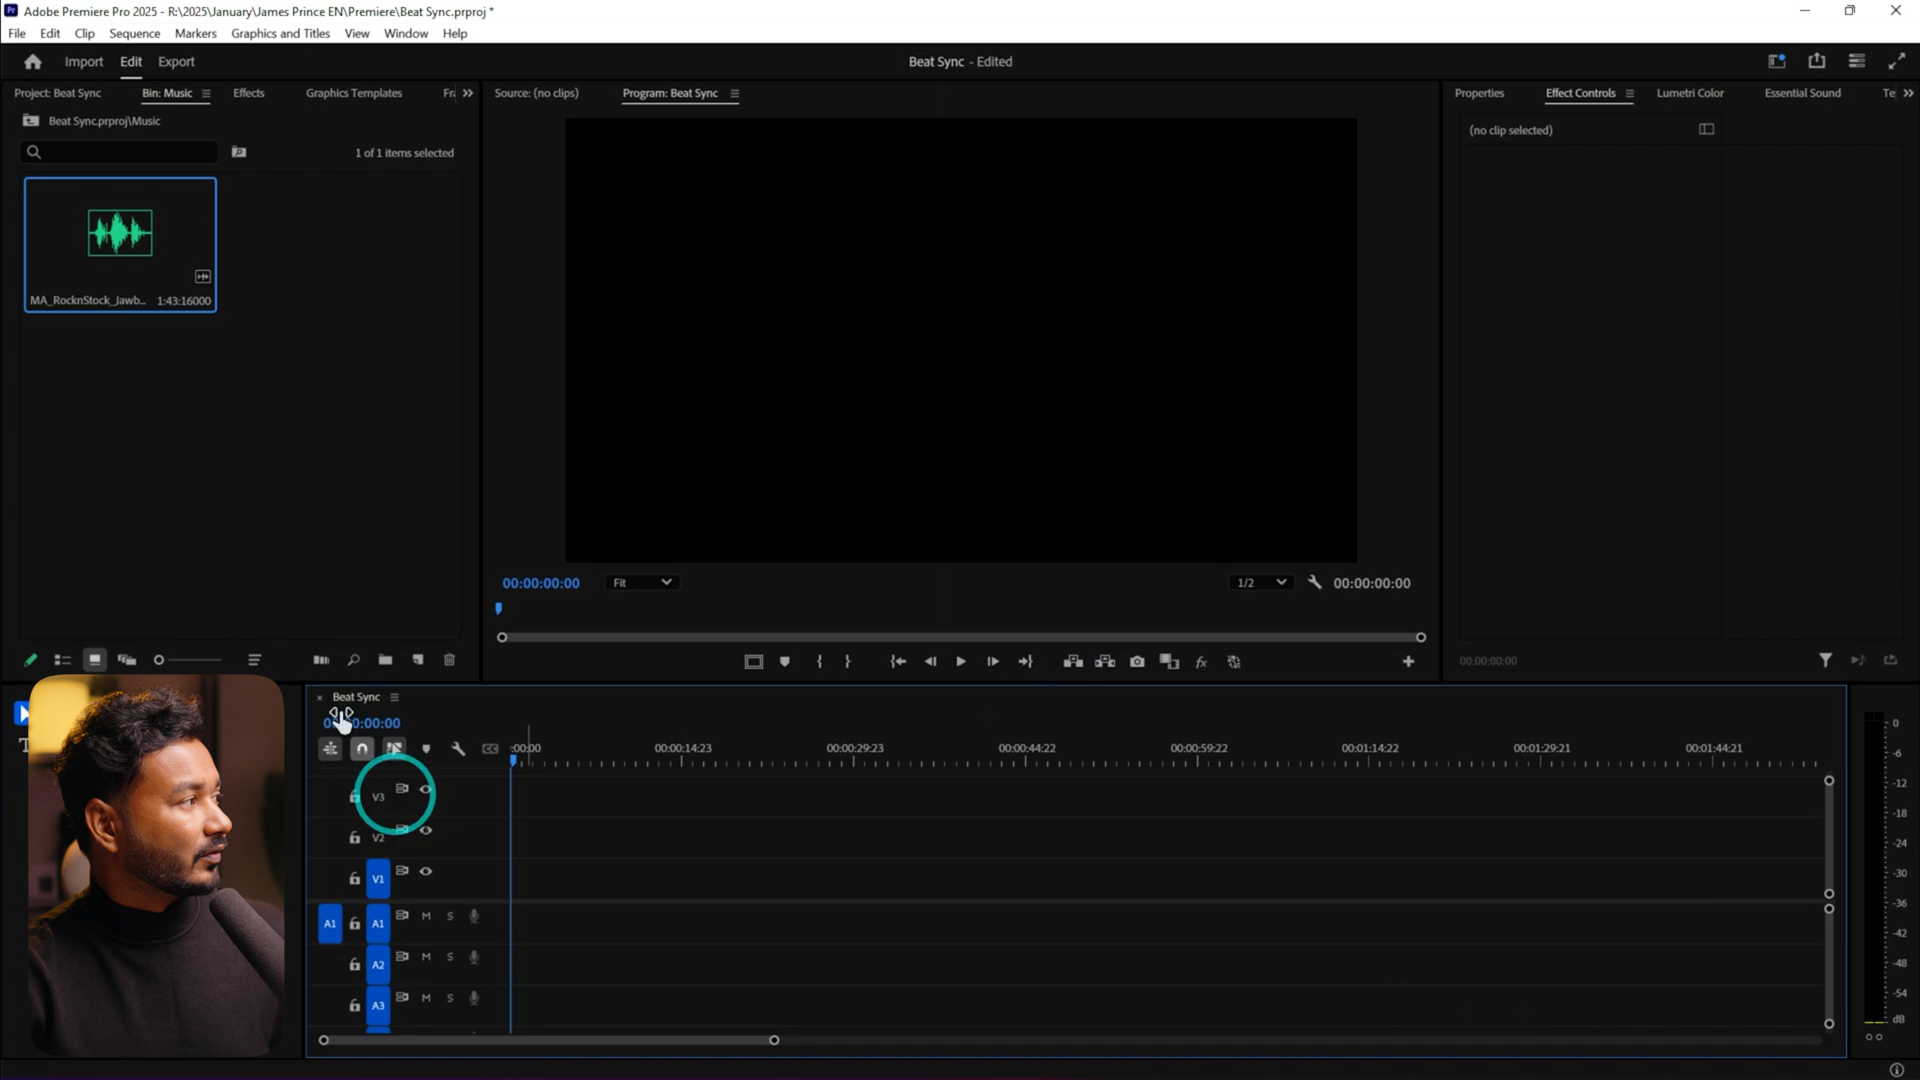 Adobe Premiere Pro 2025 - R:\2025\January\James Prince EN\Premiere\Beat Sync.prproj *
File Edit Clip Sequence Markers Graphics and Titles View Window Help
Import Edit Export
Beat Sync - Edited
Project: Beat Sync Bin: Music Effects Graphics Templates
Source: (no clips) Program: Beat Sync
Properties Effect Controls Lumetri Color Essential Sound Te
Beat Sync.prproj\Music
(no clip selected)
1 of 1 items selected
MA_RocknStock_Jawb... 1:43:16000
00:00:00:00 Fit 1/2 00:00:00:00
00:00:00:00
Beat Sync
:00:00 00:00:14:23 00:00:29:23 00:00:44:22 00:00:59:22 00:01:14:22 00:01:29:21 00:01:44:21
V3
V2
V1
A1 A1 M S
A2 M S
A3 M S
0
-6
-12
-18
-24
-30
-36
-42
-48
-54
dB